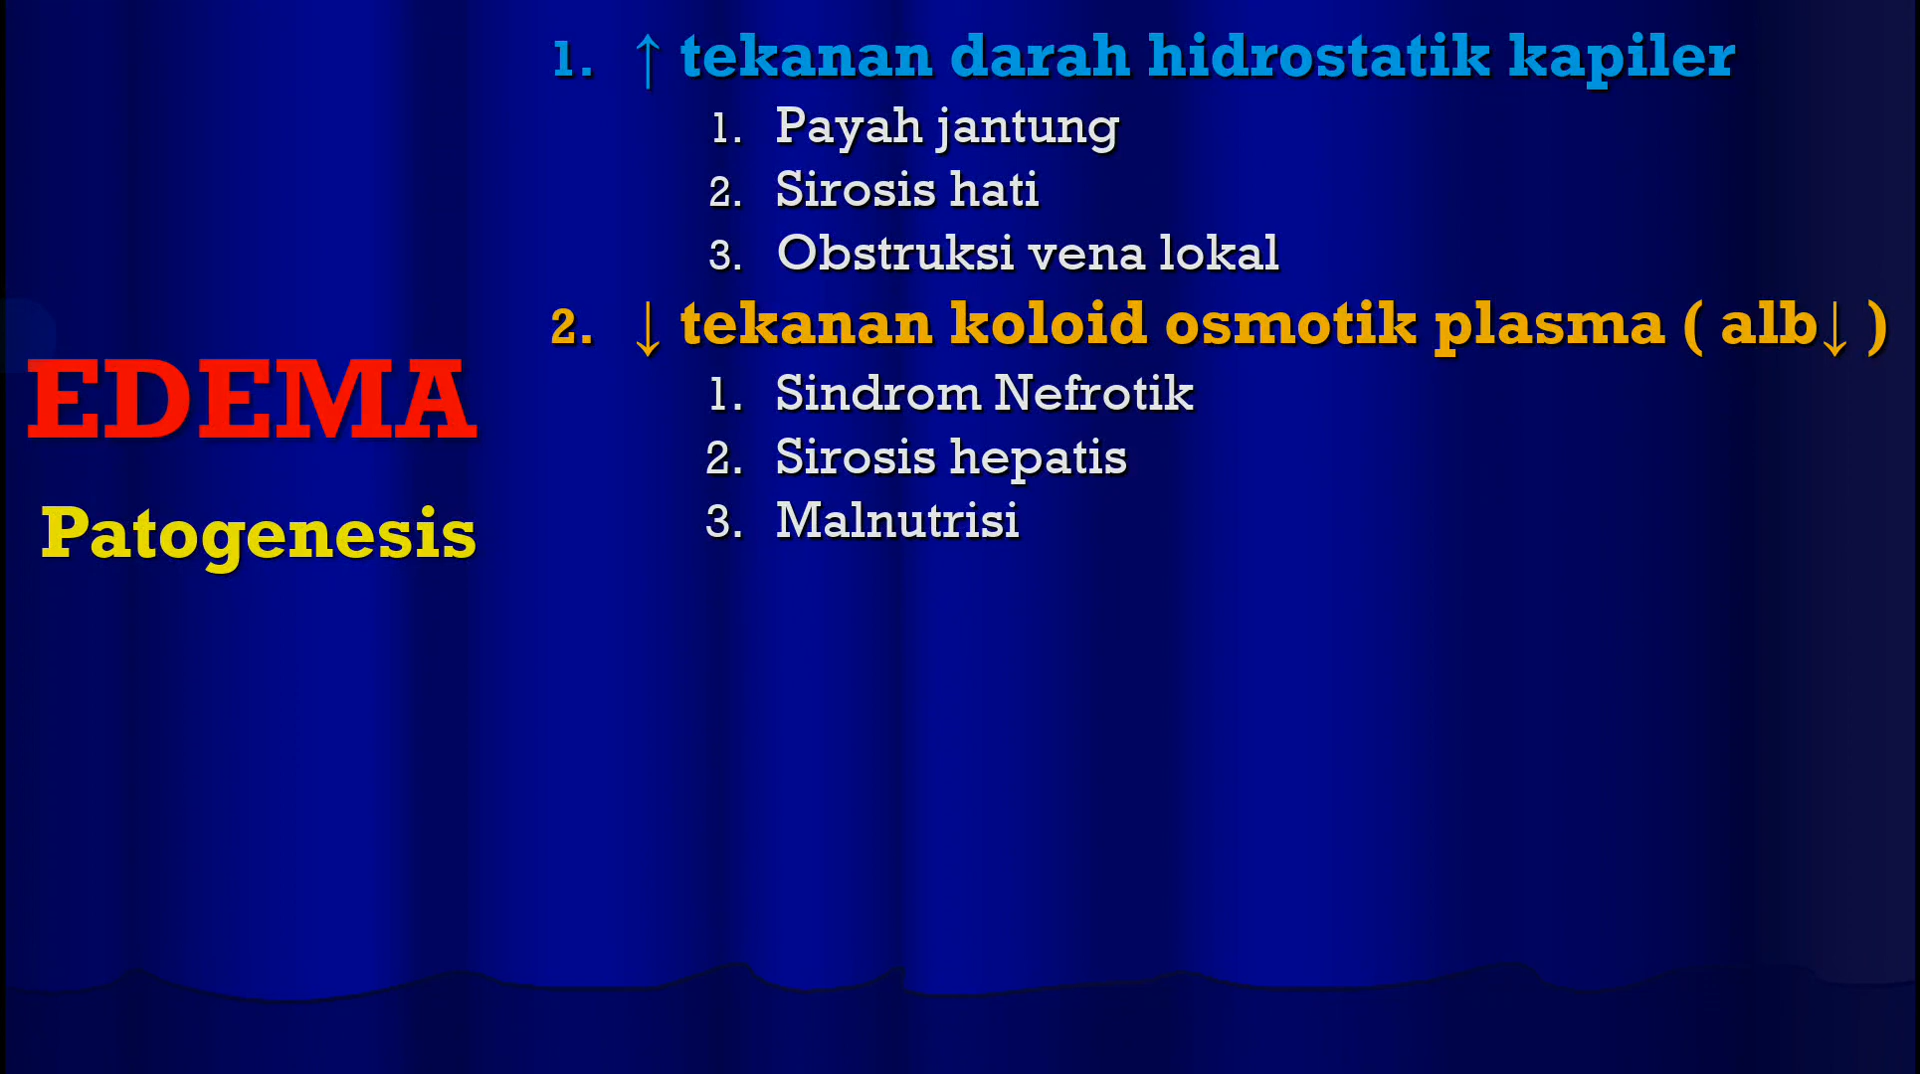 EDEMA
Patogenesis
1. ↑ tekanan darah hidrostatik kapiler
1. Payah jantung
2. Sirosis hati
3. Obstruksi vena lokal
2. ↓ tekanan koloid osmotik plasma ( alb↓ )
1. Sindrom Nefrotik
2. Sirosis hepatis
3. Malnutrisi